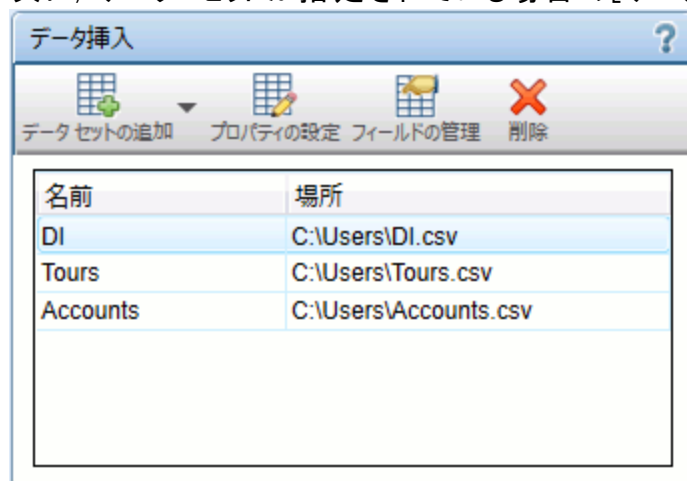 データ挿入 ?
データ セットの追加 プロパティの設定 フィールドの管理 削除
名前 場所
DI C:\Users\DI.csv
Tours C:\Users\Tours.csv
Accounts C:\Users\Accounts.csv